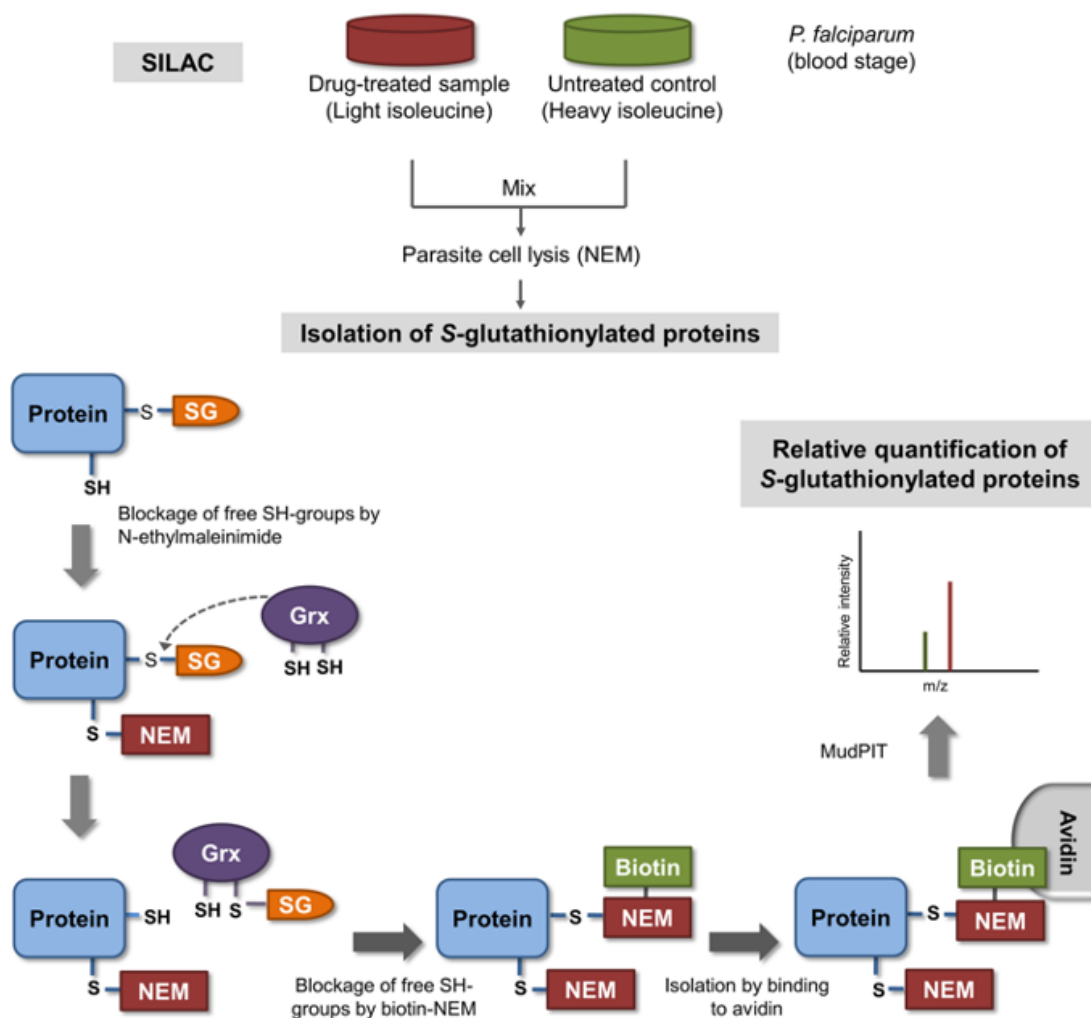 SILAC
Drug-treated sample
(Light isoleucine)
Untreated control
(Heavy isoleucine)
P. falciparum
(blood stage)
Mix
Parasite cell lysis (NEM)
Isolation of S-glutathionylated proteins
Protein
S
SG
SH
Blockage of free SH-groups by
N-ethylmaleinimide
Protein
S
SG
Grx
SH SH
S
NEM
Protein
SH
Grx
SH S
SG
S
NEM
Blockage of free SH-
groups by biotin-NEM
Biotin
Protein
S
NEM
S
NEM
Isolation by binding
to avidin
Avidin
Biotin
Protein
S
NEM
S
NEM
MudPIT
Relative quantification of
S-glutathionylated proteins
Relative intensity
m/z